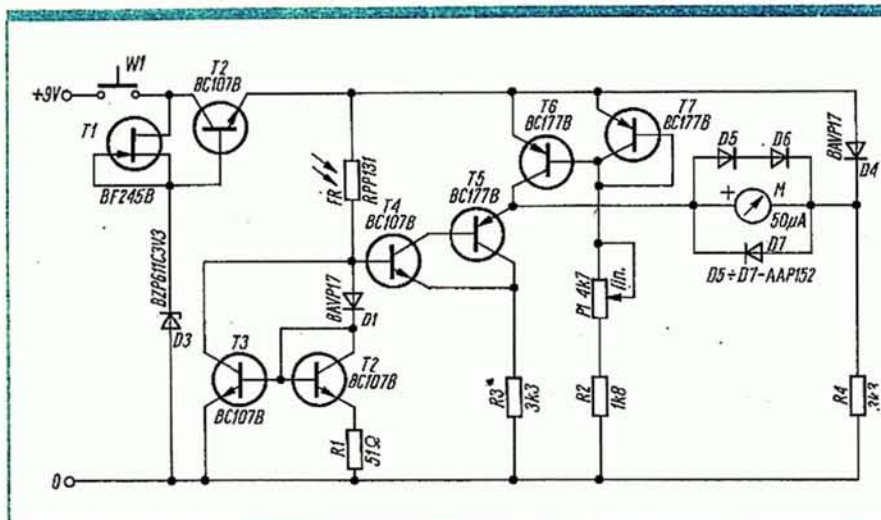 W1
+9V
T2
BC107B
T1
BF245B
BZP611C3V3
D3
FR
RPP131
T6
BC177B
T7
BC177B
T5
BC177B
T4
BC107B
BAVP17
D1
T3
BC107B
T2
BC107B
R1
51Ω
R3*
3k3
P1 4k7
lin.
R2
1k8
D5
D6
BAVP17
D4
+
M
50μA
D7
D5÷D7-AAP152
R4
3k3
0